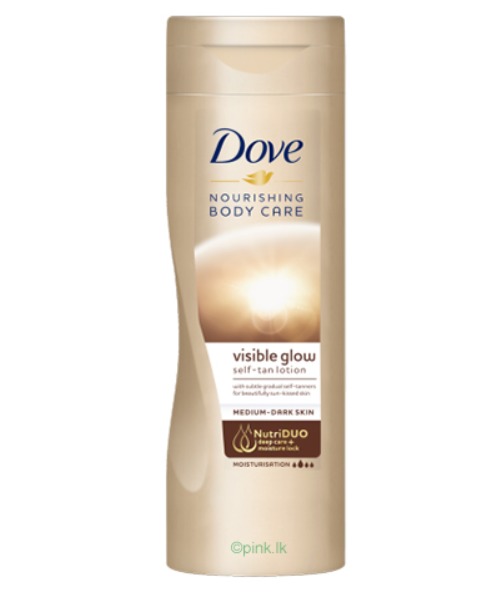 Dove
NOURISHING
BODY CARE
visible glow
self-tan lotion
with subtle gradual self-tanners
for beautifully sun-kissed skin
MEDIUM-DARK SKIN
NutriDUO
deep care +
moisture lock
MOISTURISATION
©pink.lk